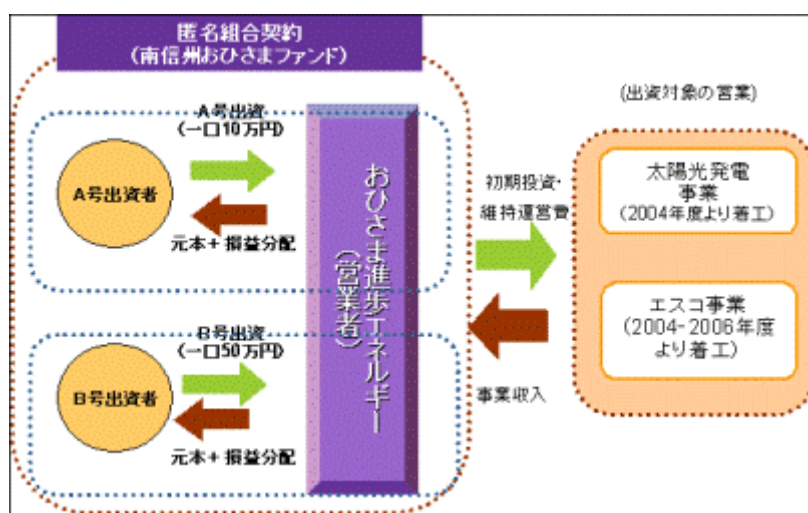 匿名組合契約
(南信州おひさまファンド)
A号出資
(一口10万円)
A号出資者
元本+損益分配
B号出資
(一口50万円)
B号出資者
元本+損益分配
おひさま進歩エネルギー
(営業者)
初期投資・
維持運営費
事業収入
(出資対象の営業)
太陽光発電
事業
(2004年度より着工)
エスコ事業
(2004-2006年度
より着工)